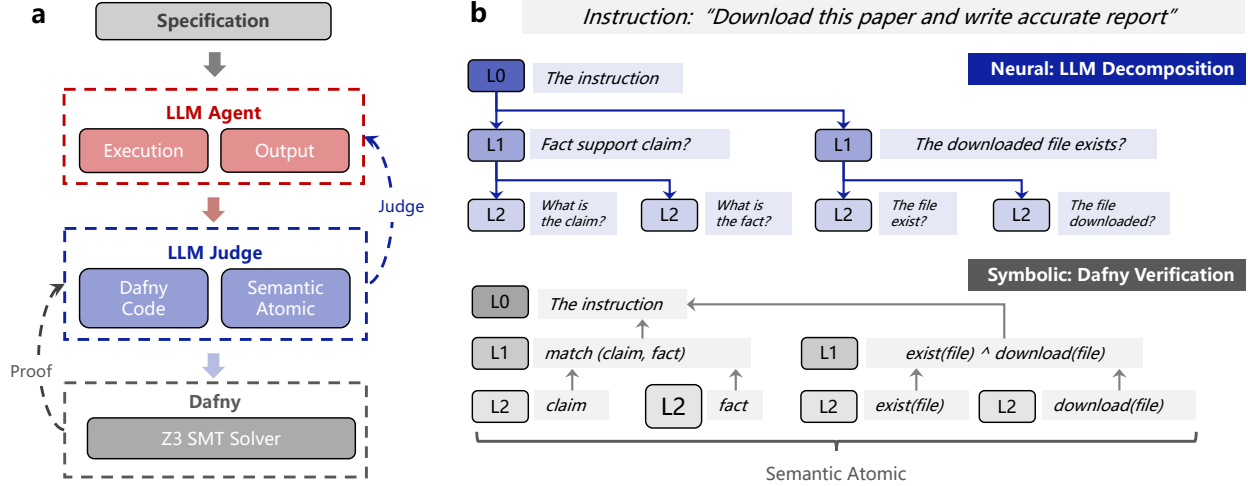 a
Specification
LLM Agent
Execution
Output
Judge
LLM Judge
Dafny
Code
Semantic
Atomic
Proof
Dafny
Z3 SMT Solver
b
Instruction: “Download this paper and write accurate report“
Neural: LLM Decomposition
L0
The instruction
L1
Fact support claim?
L1
The downloaded file exists?
L2
What is
the claim?
L2
What is
the fact?
L2
The file
exist?
L2
The file
downloaded?
Symbolic: Dafny Verification
L0
The instruction
L1
match (claim, fact)
L1
exist(file) ^ download(file)
L2
claim
L2
fact
L2
exist(file)
L2
download(file)
Semantic Atomic